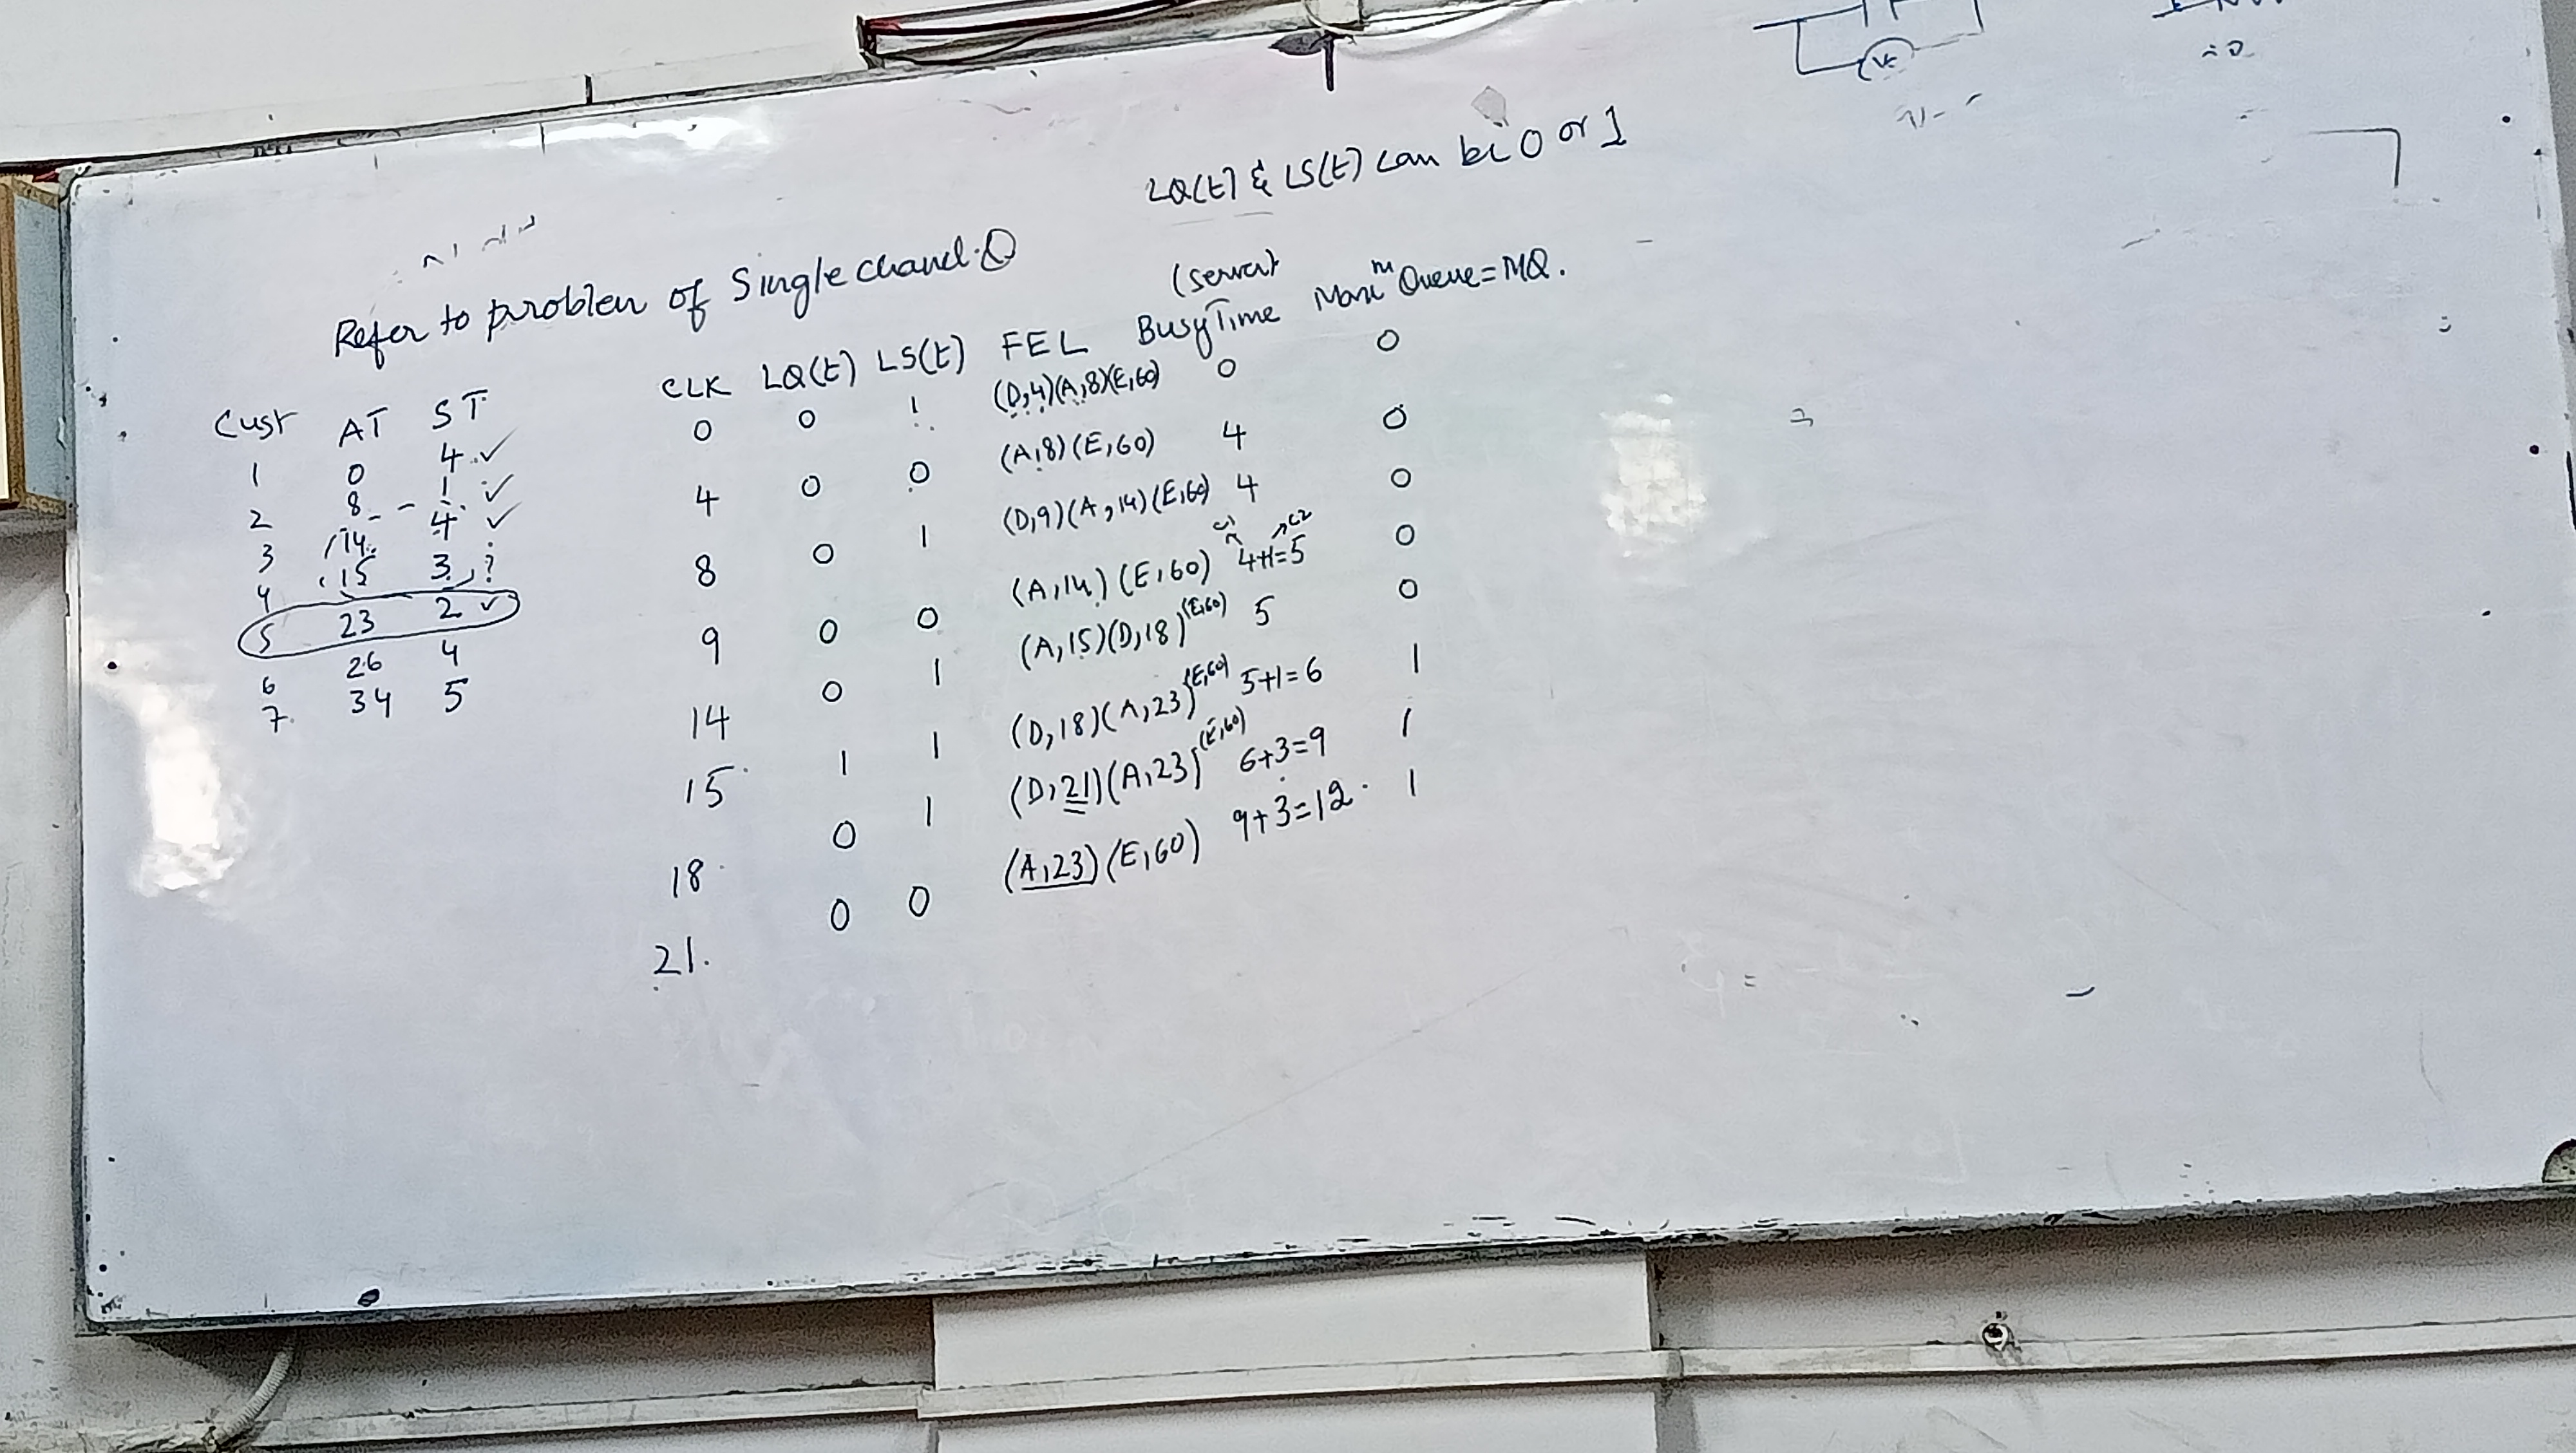 LQ(t) & LS(t) can be 0 or 1
Refer to problem of Single chanel Q
Cust AT ST
1 0 4 ✓
2 8 - - 1 ✓
3 14 4 ✓
4 15 3 ?
5 23 2 ✓
6 26 4
7. 34 5
(server)
CLK LQ(t) LS(t) FEL Busy Time Maxm Queue = MQ.
0 0 1 (D,4)(A,8)(E,60) 0 0
4 0 0 (A,8)(E,60) 4 0
8 0 1 (D,9)(A,14)(E,60) 4 0
C1 C2
9 0 0 (A,14)(E,60) 4+1=5 0
14 0 1 (A,15)(D,18)(E,60) 5 0
15 1 1 (D,18)(A,23)(E,60) 5+1=6 1
18 0 1 (D,21)(A,23)(E,60) 6+3=9 1
21. 0 0 (A,23)(E,60) 9+3=12 1